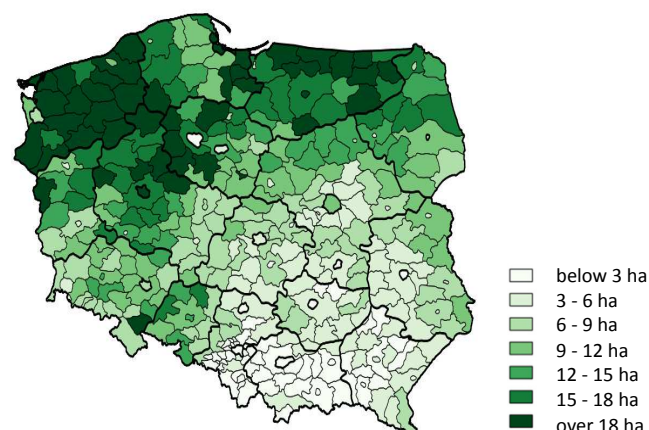 below 3 ha
3 - 6 ha
6 - 9 ha
9 - 12 ha
12 - 15 ha
15 - 18 ha
over 18 ha